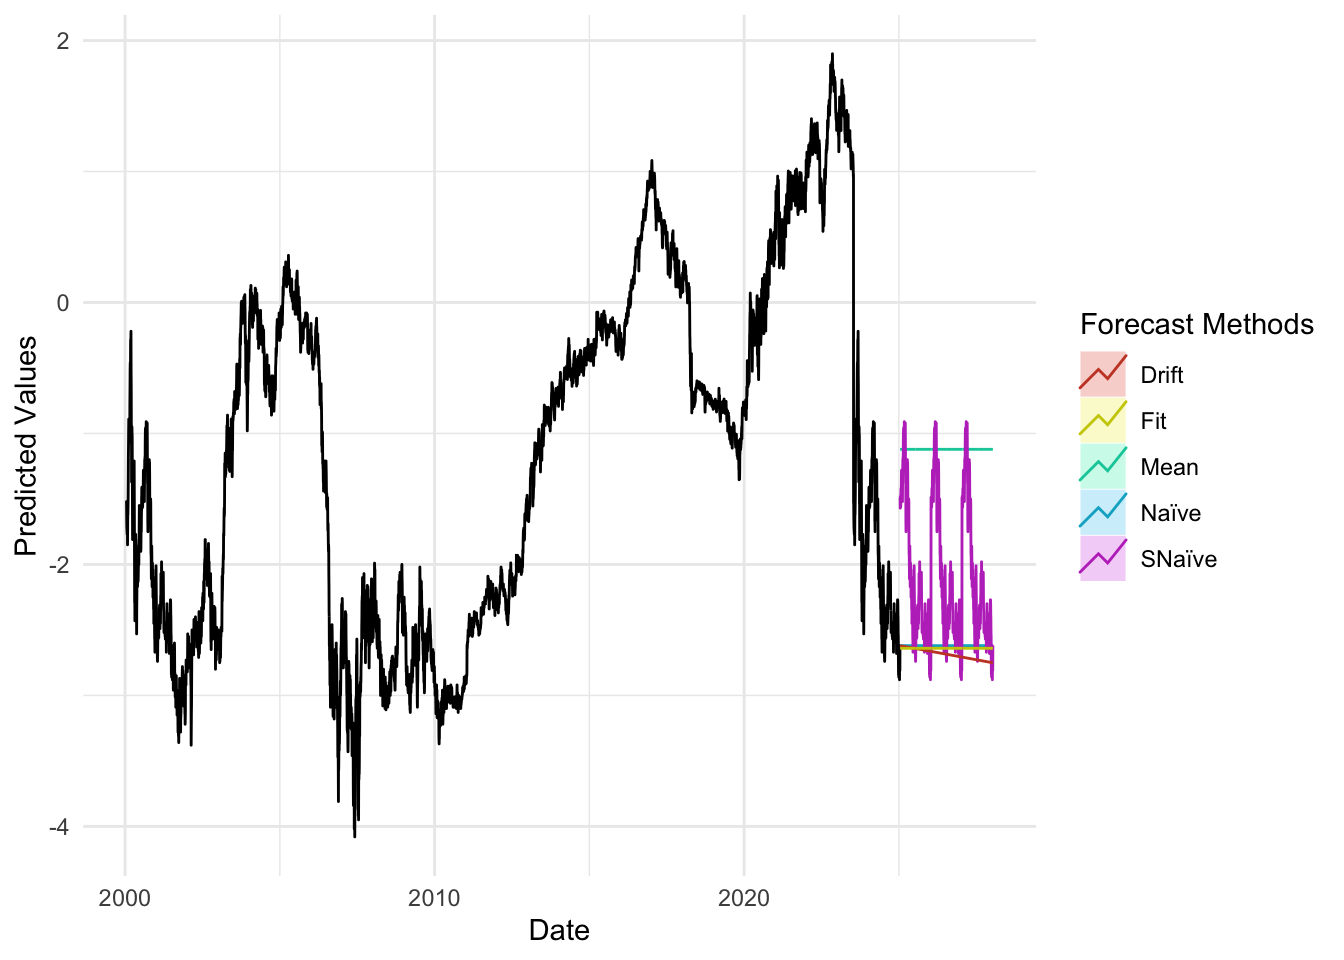 2
0
-2
-4
Predicted Values
2000
2010
2020
Date
Forecast Methods
Drift
Fit
Mean
Naïve
SNaïve